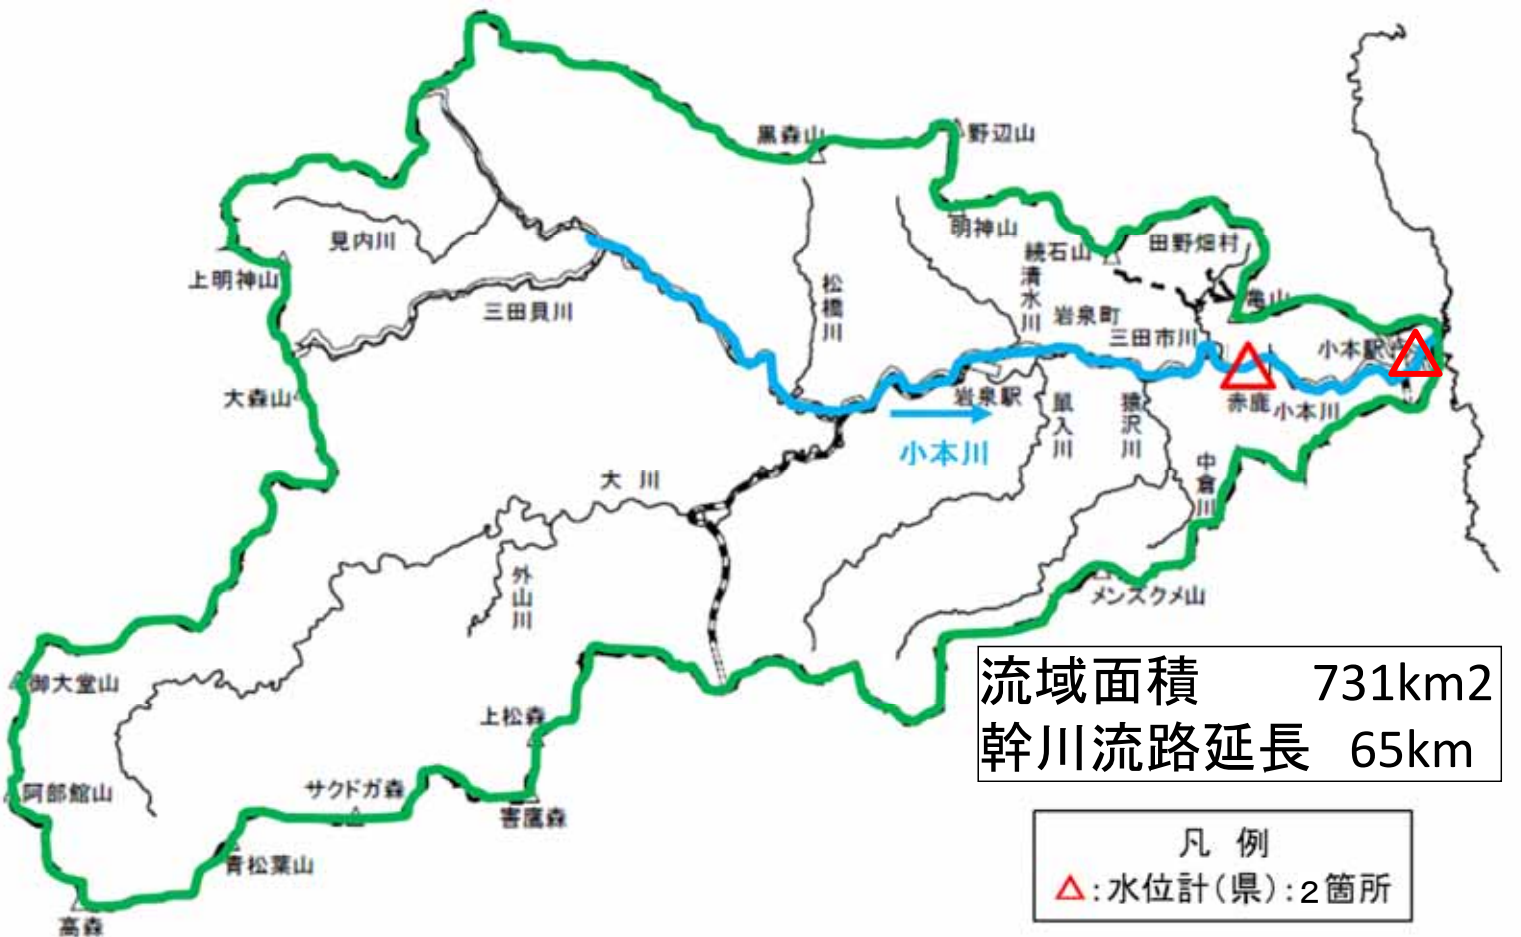 黒森山
野辺山
明神山
見内川
田野畑村
続石山
上明神山
清水川
松橋川
亀山
三田貝川
岩泉町
三田市川
小本駅
大森山
岩泉駅
鼠入川
猿沢川
赤鹿
小本川
小本川
中倉川
大 川
外山川
メンズクメ山
御大堂山
流域面積 731km2
上松森
幹川流路延長 65km
阿部館山
サクドガ森
害鷹森
凡 例
青松葉山
△:水位計(県):2箇所
高森